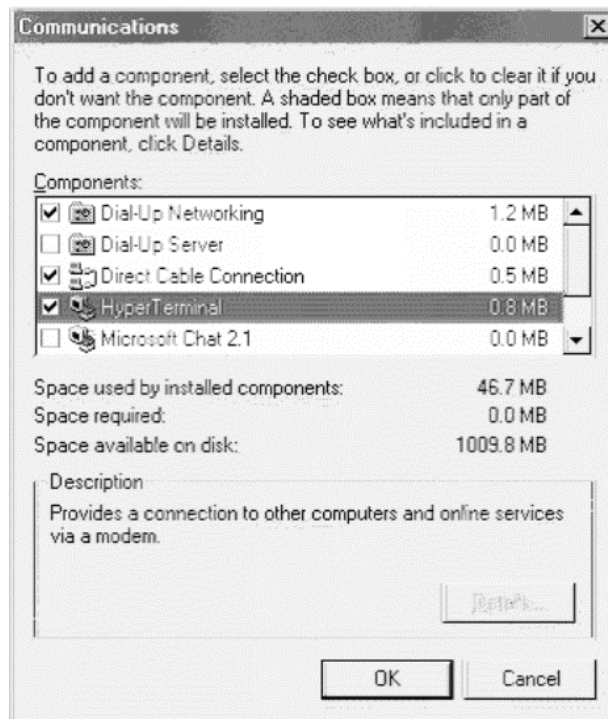 Communications
To add a component, select the check box, or click to clear it if you
don't want the component. A shaded box means that only part of
the component will be installed. To see what's included in a
component, click Details.
Components:
Dial-Up Networking 1.2 MB
Dial-Up Server 0.0 MB
Direct Cable Connection 0.5 MB
HyperTerminal 0.8 MB
Microsoft Chat 2.1 0.0 MB
Space used by installed components: 46.7 MB
Space required: 0.0 MB
Space available on disk: 1009.8 MB
Description
Provides a connection to other computers and online services
via a modem.
Details...
OK Cancel